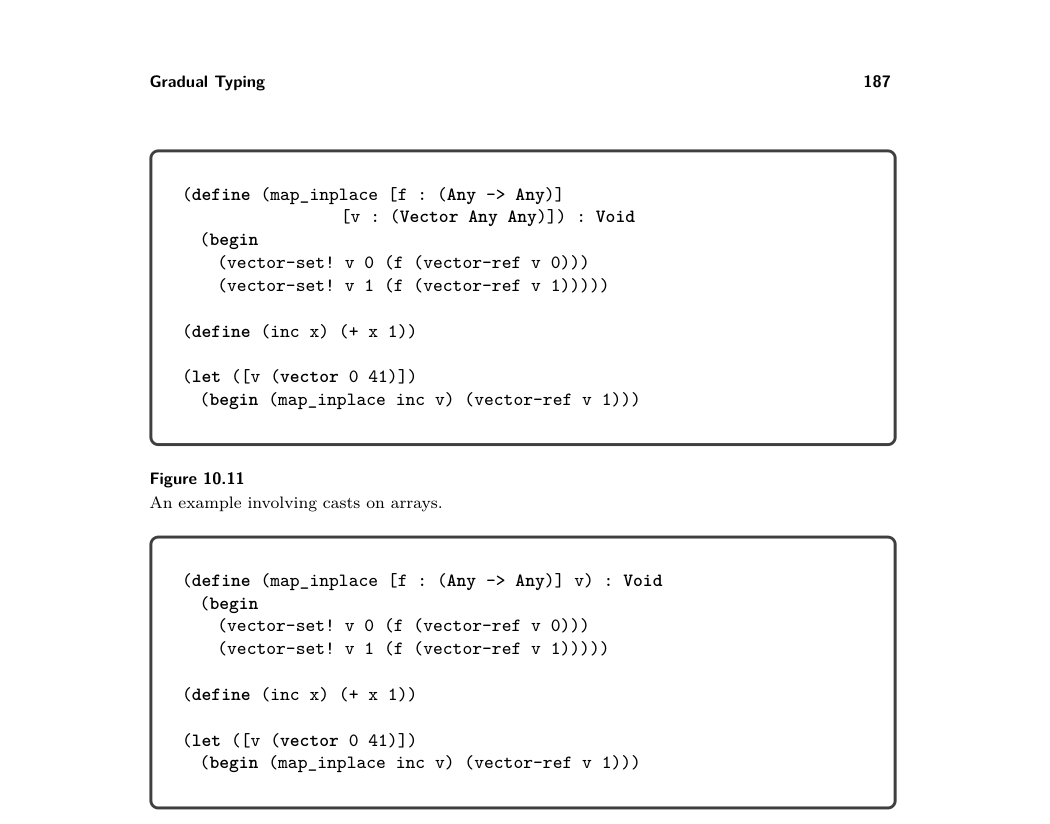 Gradual Typing 187
(define (map_inplace [f : (Any -> Any)]
[v : (Vector Any Any)]) : Void
(begin
(vector-set! v 0 (f (vector-ref v 0)))
(vector-set! v 1 (f (vector-ref v 1)))))
(define (inc x) (+ x 1))
(let ([v (vector 0 41)])
(begin (map_inplace inc v) (vector-ref v 1)))
Figure 10.11
An example involving casts on arrays.
(define (map_inplace [f : (Any -> Any)] v) : Void
(begin
(vector-set! v 0 (f (vector-ref v 0)))
(vector-set! v 1 (f (vector-ref v 1)))))
(define (inc x) (+ x 1))
(let ([v (vector 0 41)])
(begin (map_inplace inc v) (vector-ref v 1)))